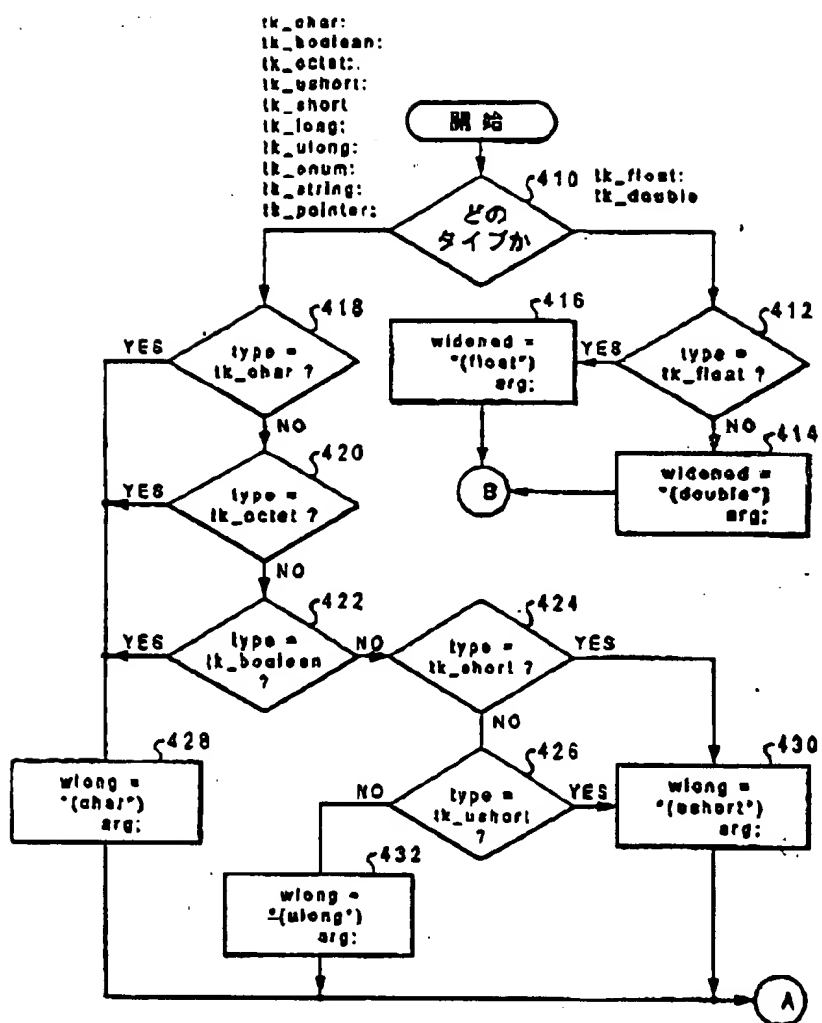 tk_char:
tk_boolean:
tk_octet:
tk_ushort:
tk_short
tk_long:
tk_ulong:
tk_enum:
tk_string:
tk_pointer:
開始
410
tk_float:
tk_double
どの
タイプか
418
YES
type =
tk_char ?
NO
416
widened =
*(float*)
arg;
YES
412
type =
tk_float ?
NO
414
widened =
*(double*)
arg;
B
420
YES
type =
tk_octet ?
NO
422
YES
type =
tk_boolean
?
NO
424
type =
tk_short ?
YES
NO
426
NO
type =
tk_ushort
?
YES
428
wlong =
*(char*)
arg;
430
wlong =
*(ushort*)
arg;
432
wlong =
*(ulong*)
arg;
A